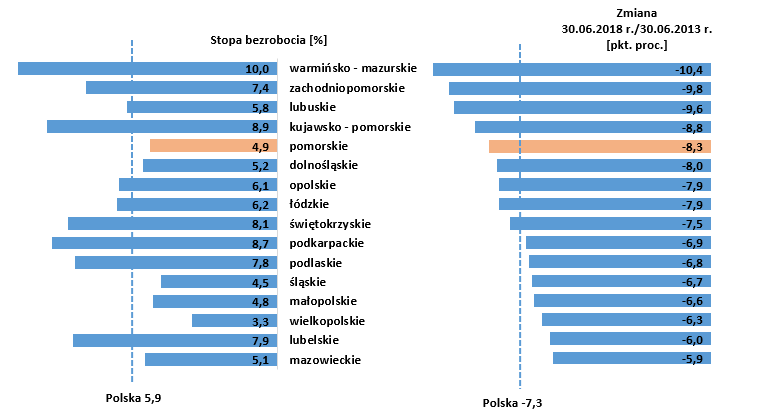 Zmiana
30.06.2018 r./30.06.2013 r.
[pkt. proc.]
Stopa bezrobocia [%]
10,0 warmińsko - mazurskie -10,4
7,4 zachodniopomorskie -9,8
5,8 lubuskie -9,6
8,9 kujawsko - pomorskie -8,8
4,9 pomorskie -8,3
5,2 dolnośląskie -8,0
6,1 opolskie -7,9
6,2 łódzkie -7,9
8,1 świętokrzyskie -7,5
8,7 podkarpackie -6,9
7,8 podlaskie -6,8
4,5 śląskie -6,7
4,8 małopolskie -6,6
3,3 wielkopolskie -6,3
7,9 lubelskie -6,0
5,1 mazowieckie -5,9
Polska 5,9
Polska -7,3